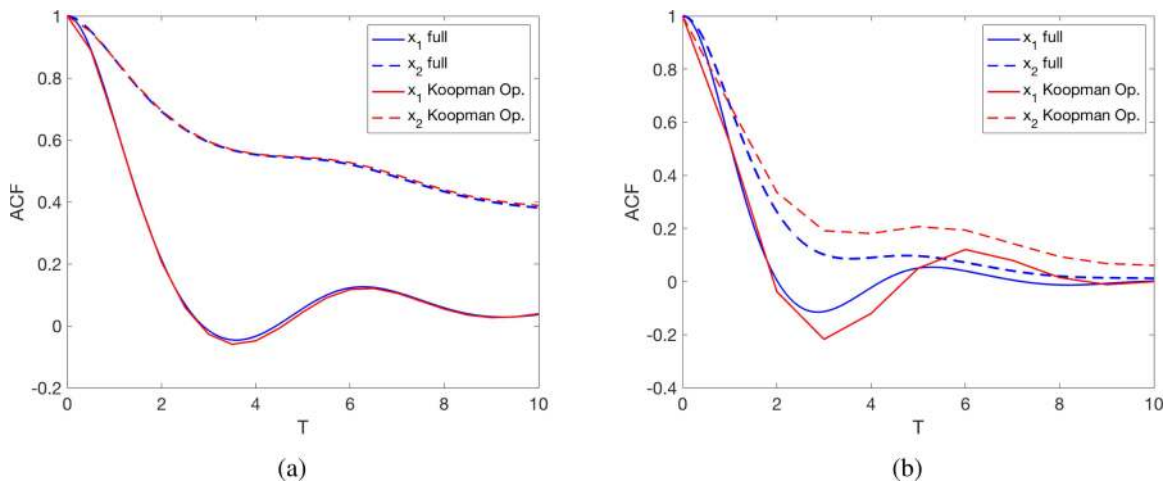 1
0.8
0.6
0.4
0.2
0
-0.2
ACF
0 2 4 6 8 10
T
x1 full
x2 full
x1 Koopman Op.
x2 Koopman Op.
(a)
1
0.8
0.6
0.4
0.2
0
-0.2
-0.4
ACF
0 2 4 6 8 10
T
x1 full
x2 full
x1 Koopman Op.
x2 Koopman Op.
(b)